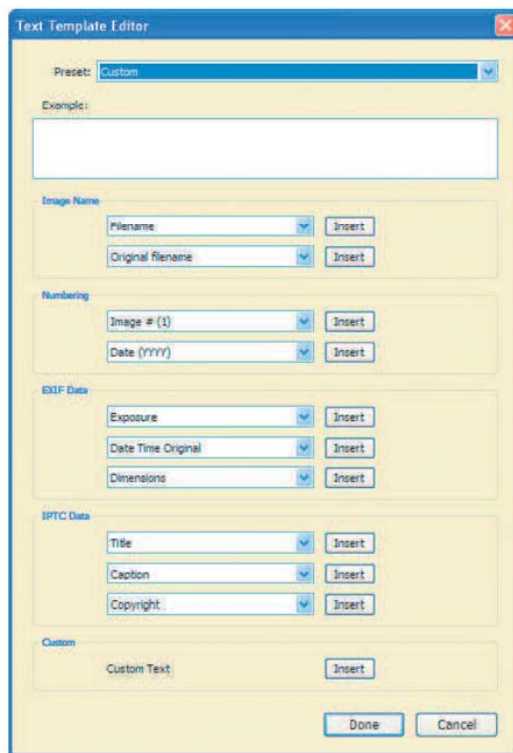 Text Template Editor
Preset: Custom
Example:
Image Name
Filename Insert
Original filename Insert
Numbering
Image # (1) Insert
Date (YYYY) Insert
EXIF Data
Exposure Insert
Date Time Original Insert
Dimensions Insert
IPTC Data
Title Insert
Caption Insert
Copyright Insert
Custom
Custom Text Insert
Done Cancel